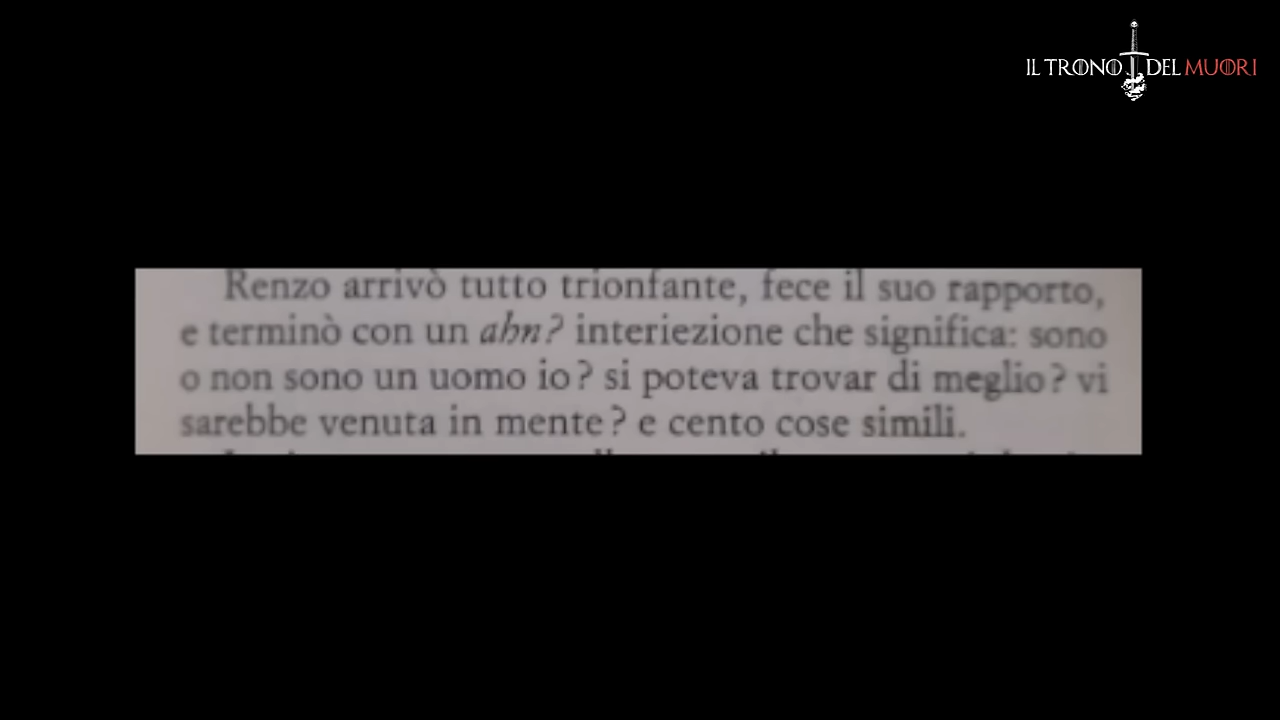 IL TRONO DEL MUORI
Renzo arrivò tutto trionfante, fece il suo rapporto,
e terminò con un ahn? interiezione che significa: sono
o non sono un uomo io? si poteva trovar di meglio? vi
sarebbe venuta in mente? e cento cose simili.